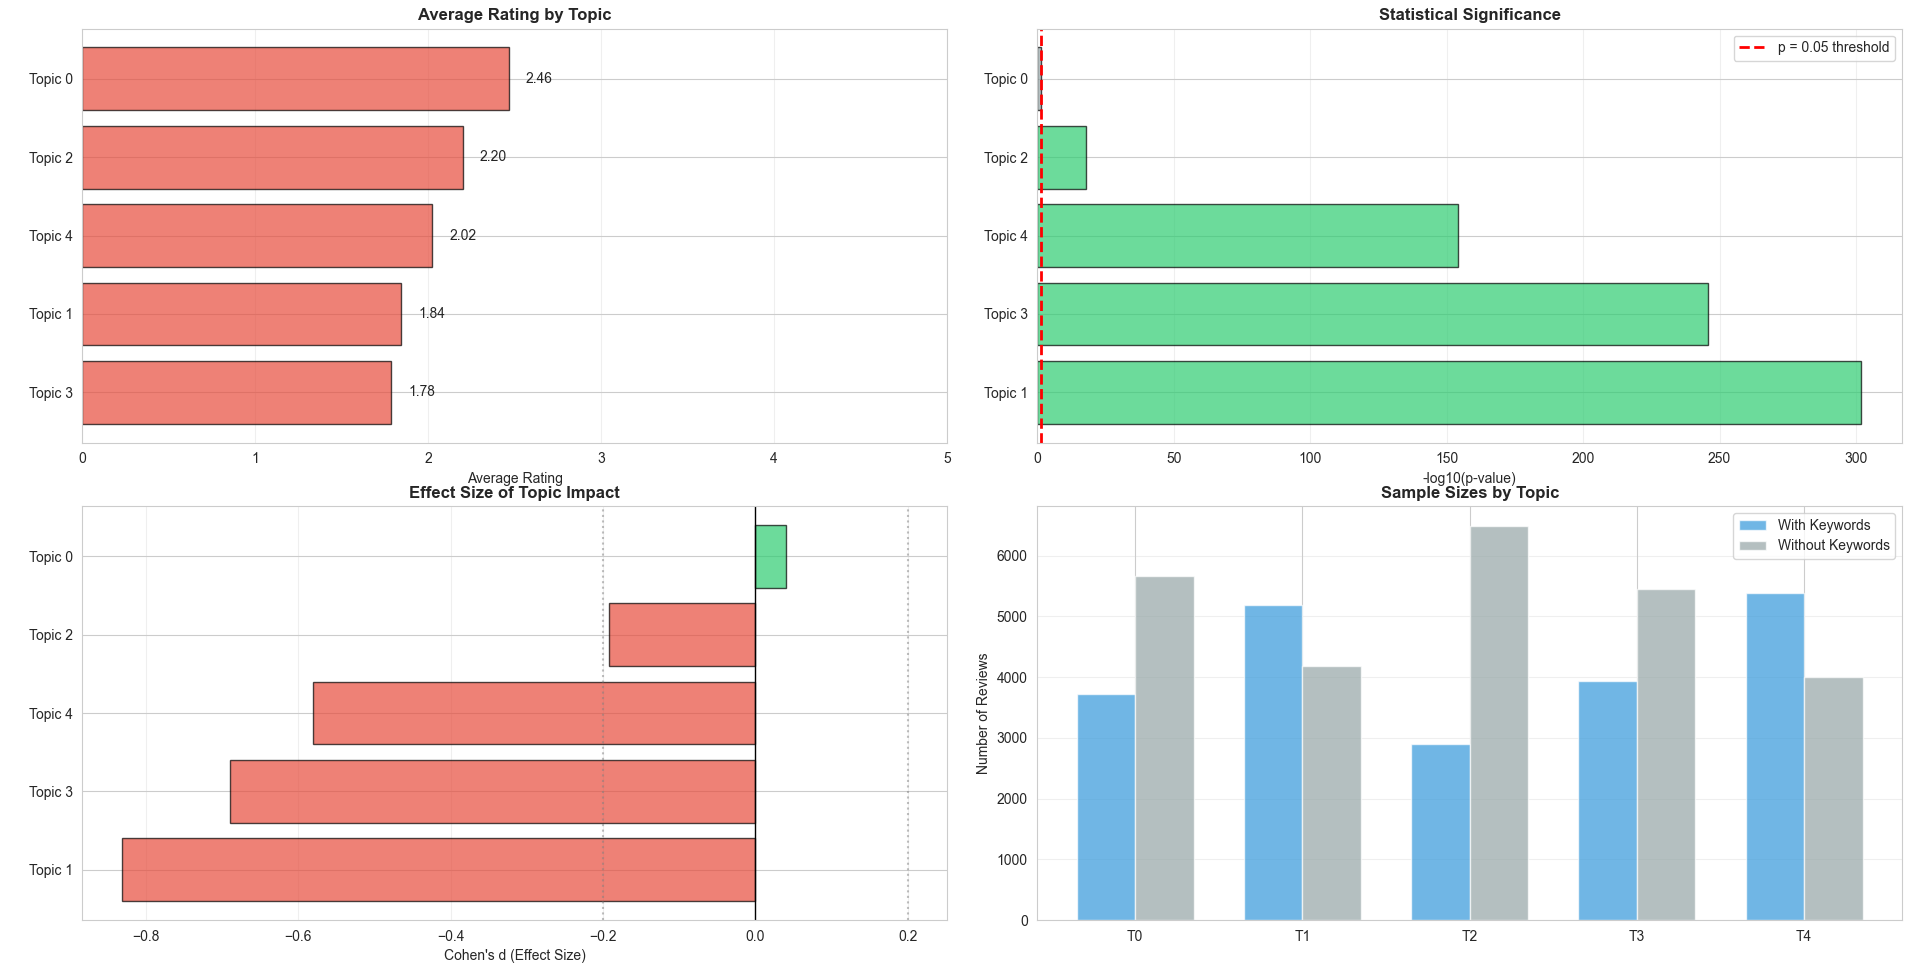 Average Rating by Topic
Topic 0
2.46
Topic 2
2.20
Topic 4
2.02
Topic 1
1.84
Topic 3
1.78
0 1 2 3 4 5
Average Rating
Statistical Significance
p = 0.05 threshold
Topic 0
Topic 2
Topic 4
Topic 3
Topic 1
0 50 100 150 200 250 300
-log10(p-value)
Effect Size of Topic Impact
Topic 0
Topic 2
Topic 4
Topic 3
Topic 1
−0.8 −0.6 −0.4 −0.2 0.0 0.2
Cohen's d (Effect Size)
Sample Sizes by Topic
With Keywords
Without Keywords
Number of Reviews
6000
5000
4000
3000
2000
1000
0
T0 T1 T2 T3 T4